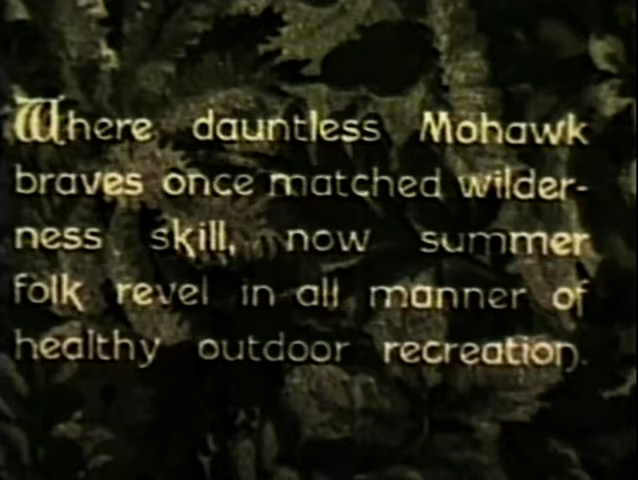 Where dauntless Mohawk
braves once matched wilder-
ness skill, now summer
folk revel in all manner of
healthy outdoor recreation.